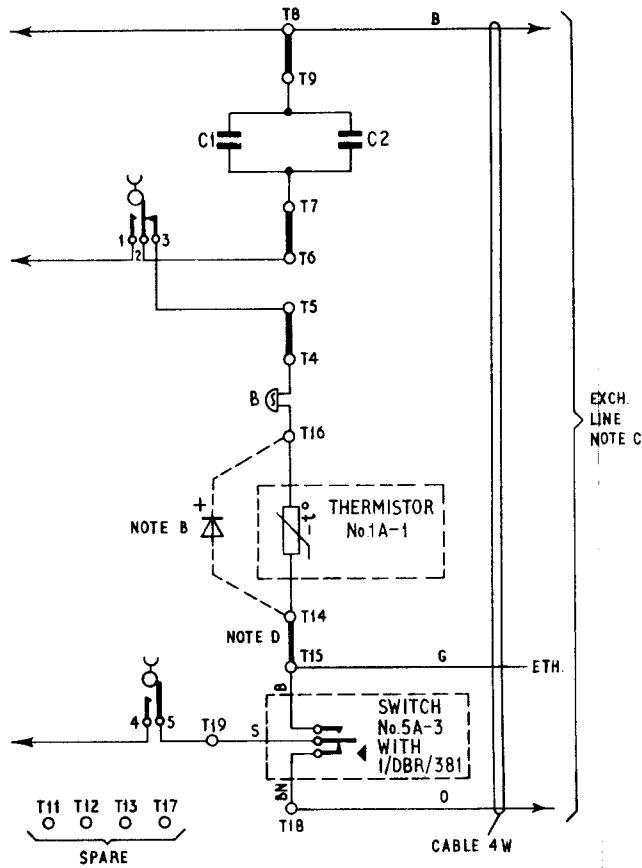 T8
B
T9
C1
C2
T7
1
2
3
T6
T5
T4
B
EXCH.
LINE
NOTE C
T16
+
NOTE B
THERMISTOR
No.1A-1
-t°
T14
NOTE D
T15
G
ETH.
B
SWITCH
No.5A-3
WITH
1/DBR/381
4
5
T19
S
BN
T18
O
T11 T12 T13 T17
SPARE
CABLE 4W